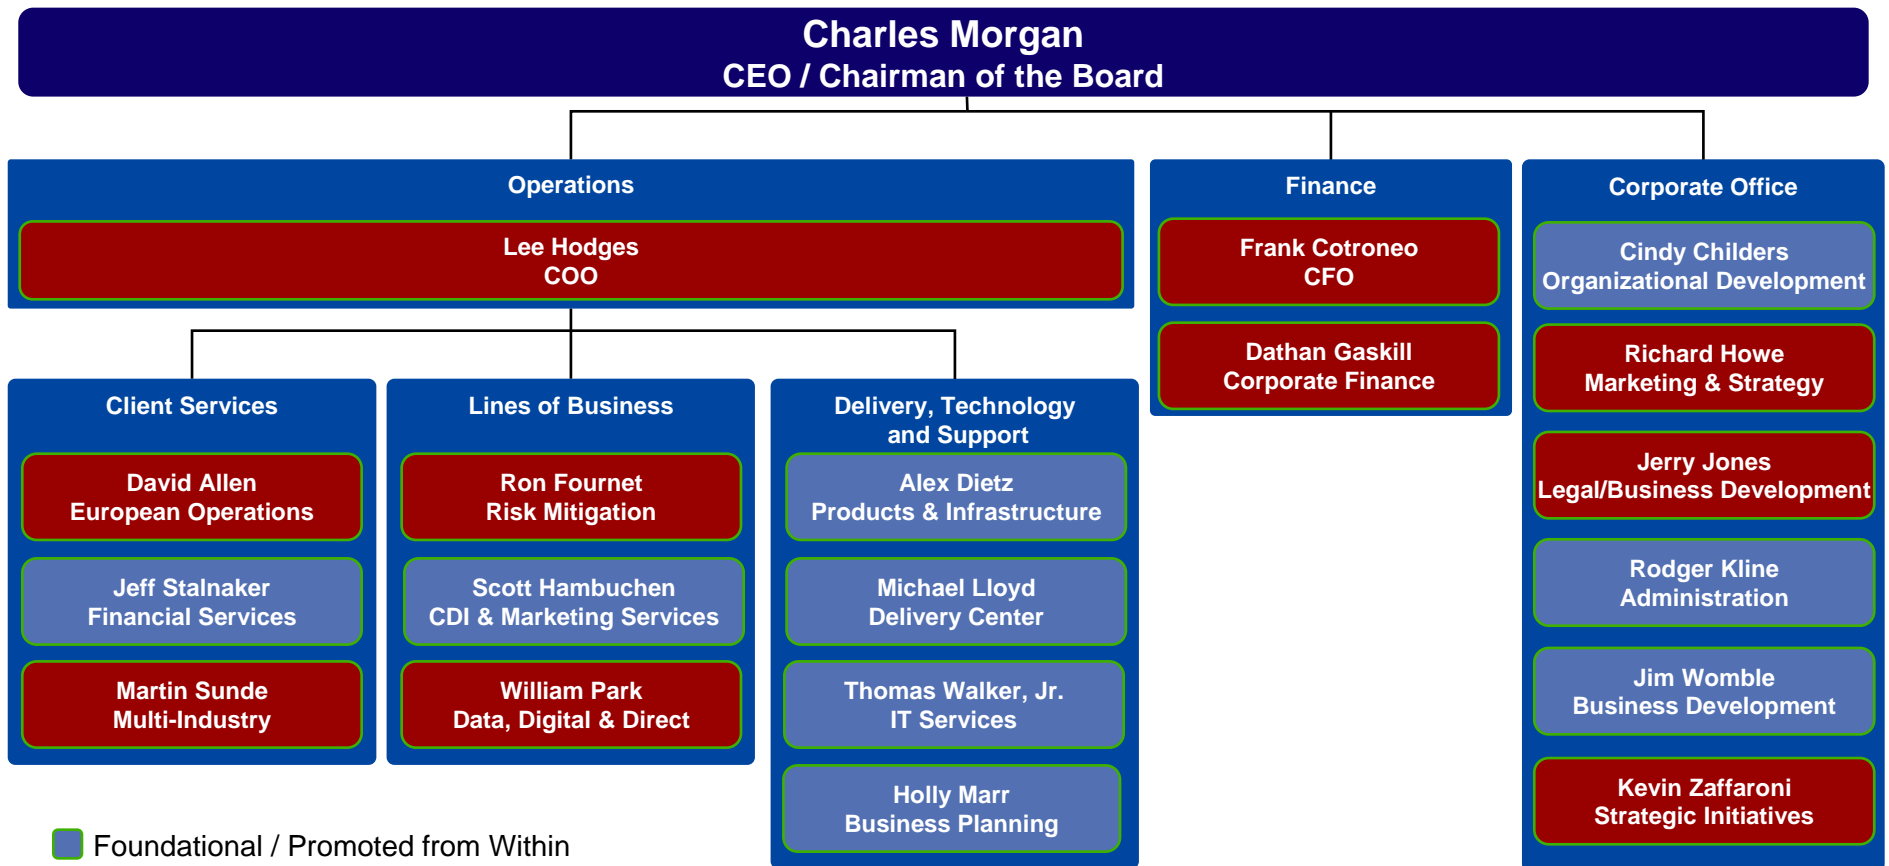 Charles Morgan
CEO / Chairman of the Board
Operations
Lee Hodges
COO
Finance
Frank Cotroneo
CFO
Dathan Gaskill
Corporate Finance
Corporate Office
Cindy Childers
Organizational Development
Richard Howe
Marketing & Strategy
Jerry Jones
Legal/Business Development
Rodger Kline
Administration
Jim Womble
Business Development
Kevin Zaffaroni
Strategic Initiatives
Client Services
David Allen
European Operations
Jeff Stalnaker
Financial Services
Martin Sunde
Multi-Industry
Lines of Business
Ron Fournet
Risk Mitigation
Scott Hambuchen
CDI & Marketing Services
William Park
Data, Digital & Direct
Delivery, Technology
and Support
Alex Dietz
Products & Infrastructure
Michael Lloyd
Delivery Center
Thomas Walker, Jr.
IT Services
Holly Marr
Business Planning
Foundational / Promoted from Within